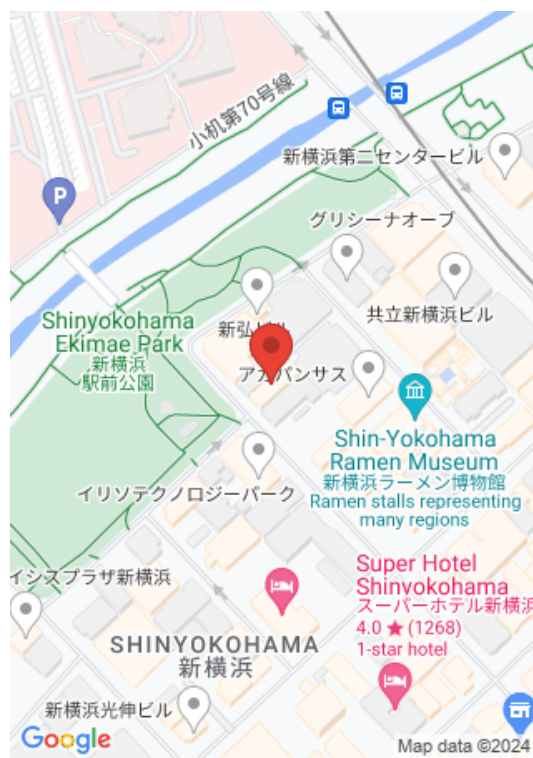 小机第70号線
新横浜第二センタービル
グリシーナオーブ
共立新横浜ビル
Shinyokohama
Ekimae Park
新横浜
駅前公園
新弘ビル
アガパンサス
Shin-Yokohama
Ramen Museum
新横浜ラーメン博物館
Ramen stalls representing
many regions
イリソテクノロジーパーク
P
イシスプラザ新横浜
Super Hotel
Shinyokohama
スーパーホテル新横浜
4.0 ★ (1268)
1-star hotel
SHINYOKOHAMA
新横浜
新横浜光伸ビル
Google
Map data ©2024